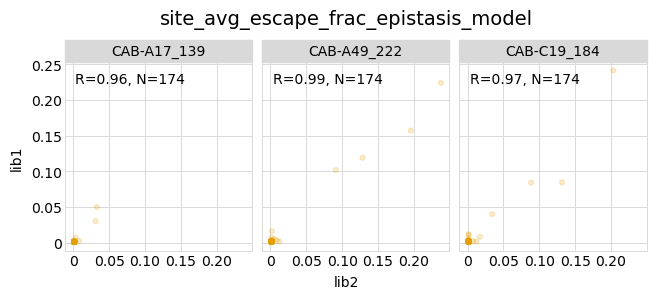 site_avg_escape_frac_epistasis_model
CAB-A17_139 CAB-A49_222 CAB-C19_184
R=0.96, N=174 R=0.99, N=174 R=0.97, N=174
0.25
0.20
0.15
0.10
0.05
0
lib1
0 0.05 0.10 0.15 0.20 0 0.05 0.10 0.15 0.20 0 0.05 0.10 0.15 0.20
lib2